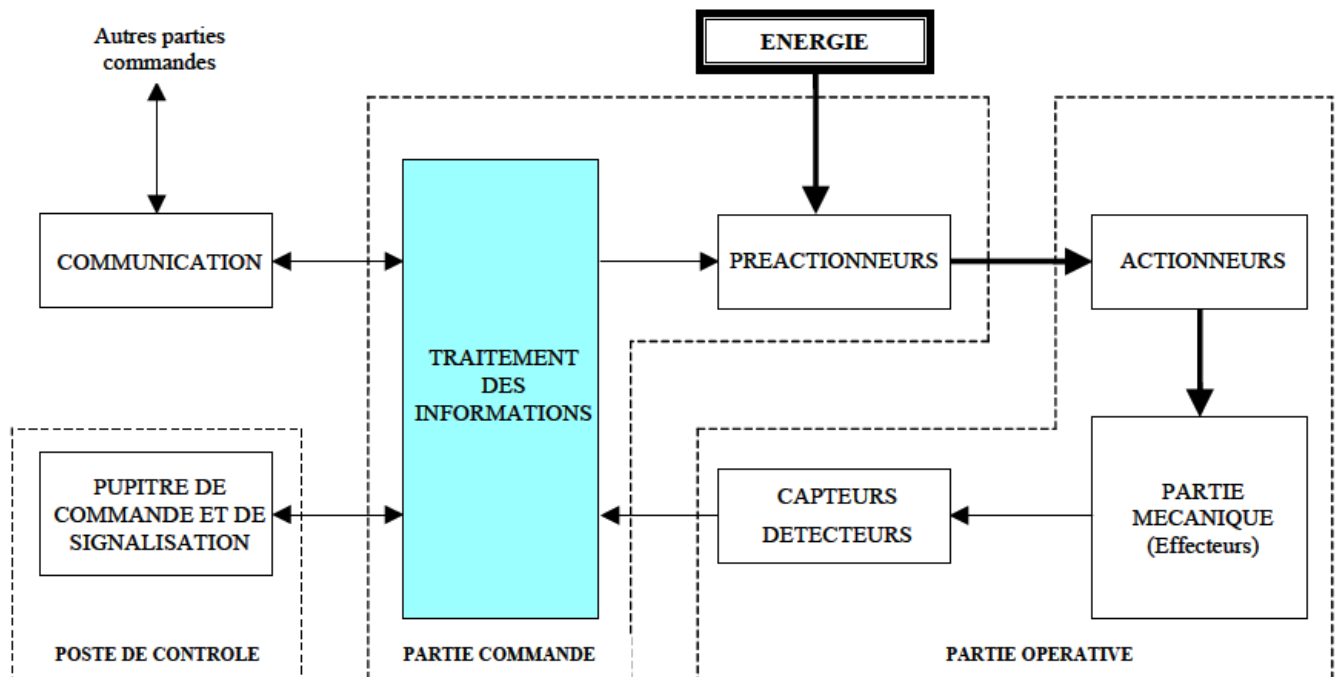 Autres parties
commandes
ENERGIE
COMMUNICATION
PREACTIONNEURS
ACTIONNEURS
TRAITEMENT
DES
INFORMATIONS
PUPITRE DE
COMMANDE ET DE
SIGNALISATION
CAPTEURS
DETECTEURS
PARTIE
MECANIQUE
(Effecteurs)
POSTE DE CONTROLE
PARTIE COMMANDE
PARTIE OPERATIVE